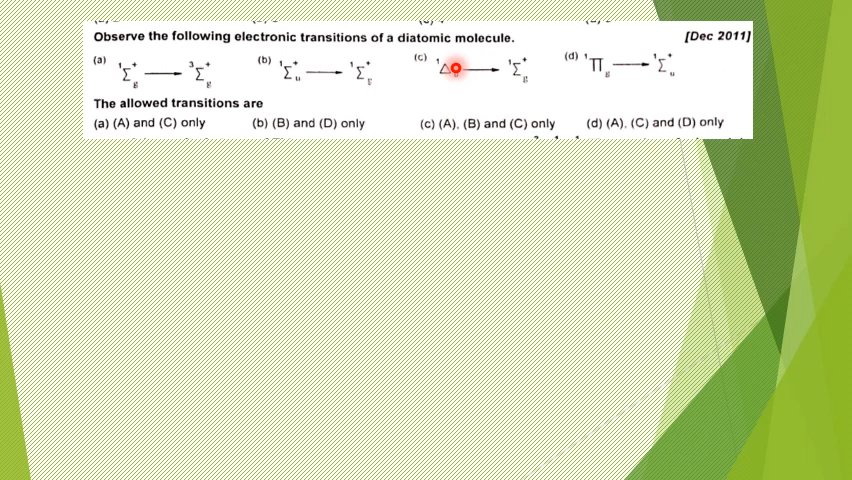 Observe the following electronic transitions of a diatomic molecule. [Dec 2011]
(a) ¹Σ⁺g → ³Σ⁺g (b) ¹Σ⁺u → ¹Σ⁺g (c) ¹Δ → ¹Σ⁺g (d) ¹Πg → ¹Σ⁺u
The allowed transitions are
(a) (A) and (C) only (b) (B) and (D) only (c) (A), (B) and (C) only (d) (A), (C) and (D) only